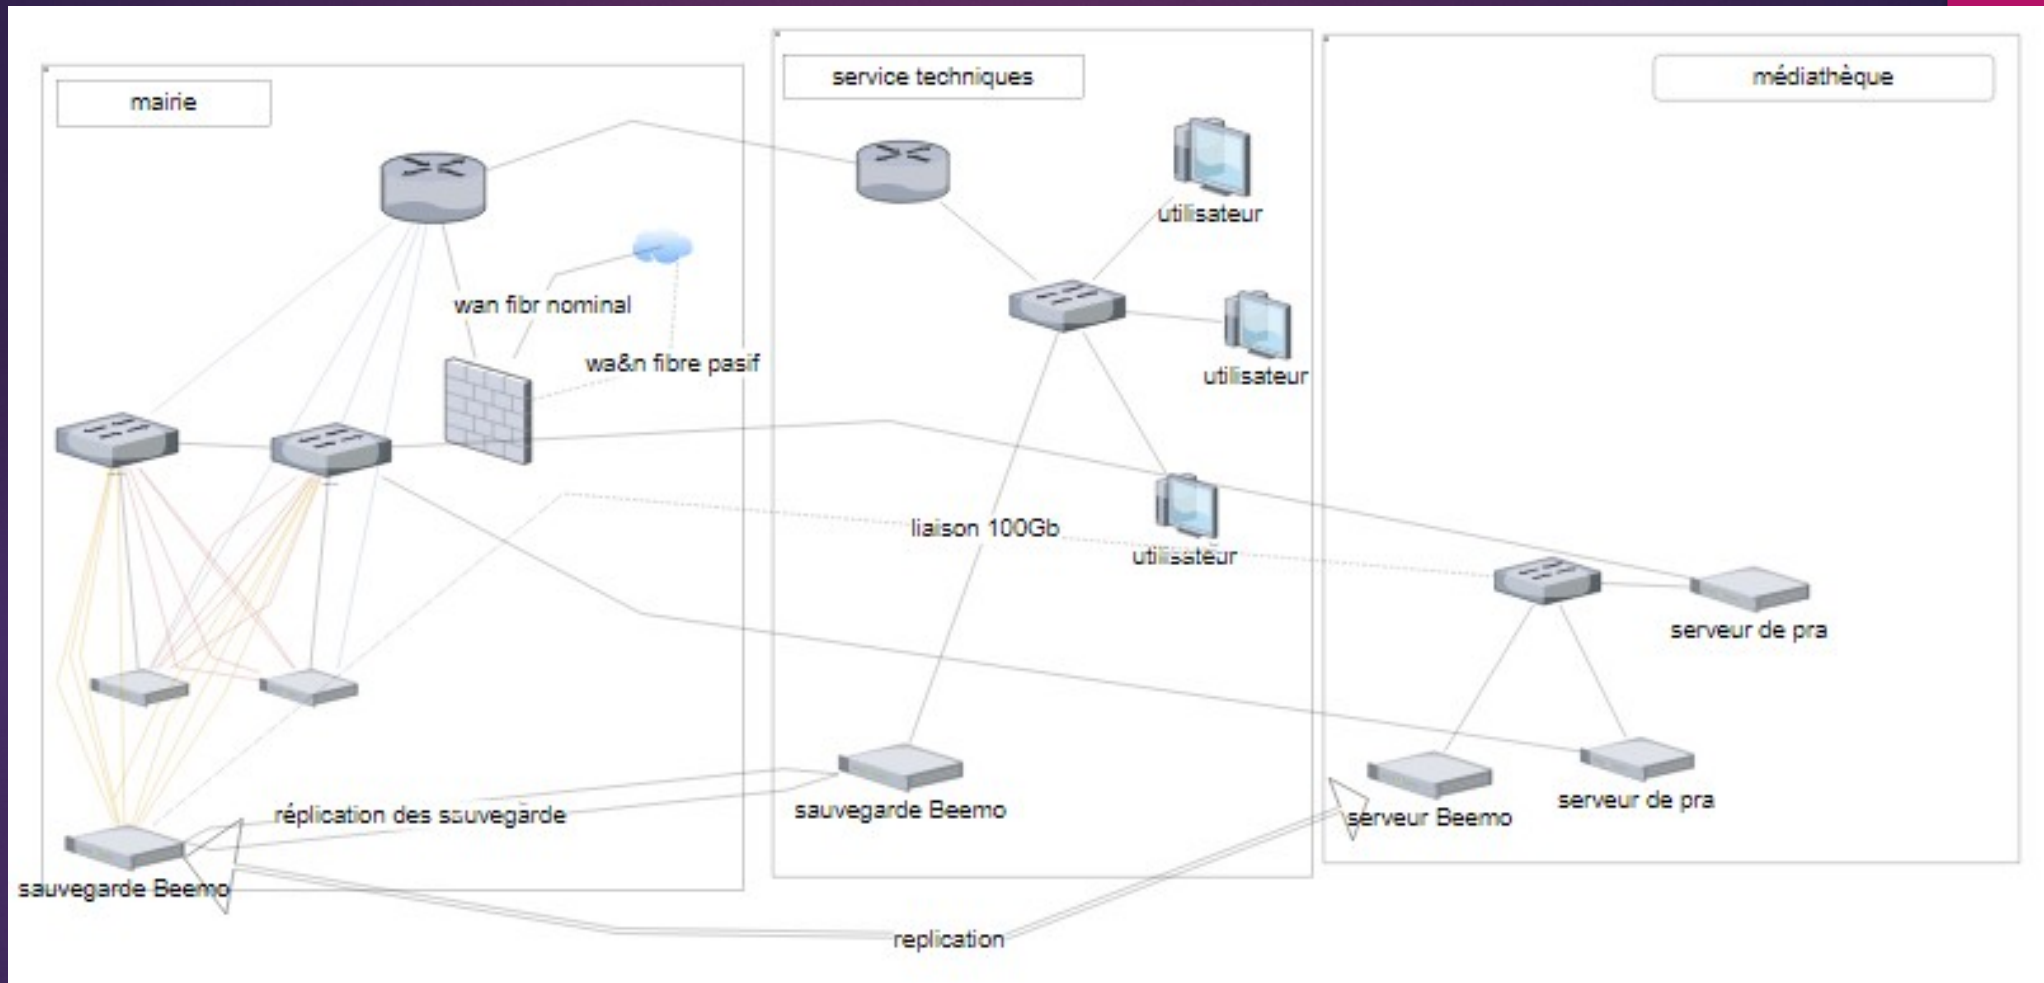 mairie
service techniques
médiathèque
utilisateur
wan fibr nominal
wa&n fibre pasif
utilisateur
liaison 100Gb
utilisateur
serveur de pra
réplication des sauvegarde
sauvegarde Beemo
serveur Beemo
serveur de pra
sauvegarde Beemo
replication